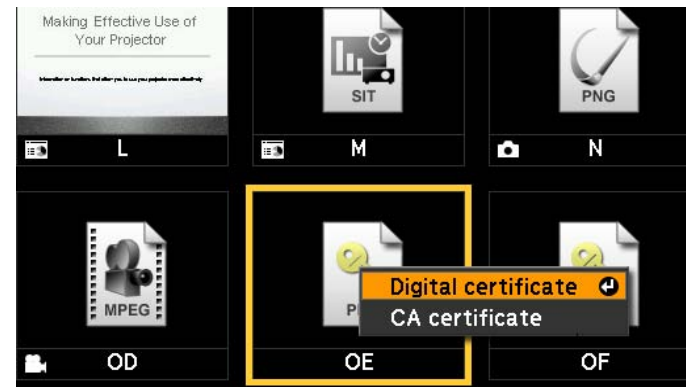 Making Effective Use of
Your Projector
SIT
PNG
L
M
N
MPEG
Digital certificate
CA certificate
OD
OE
OF